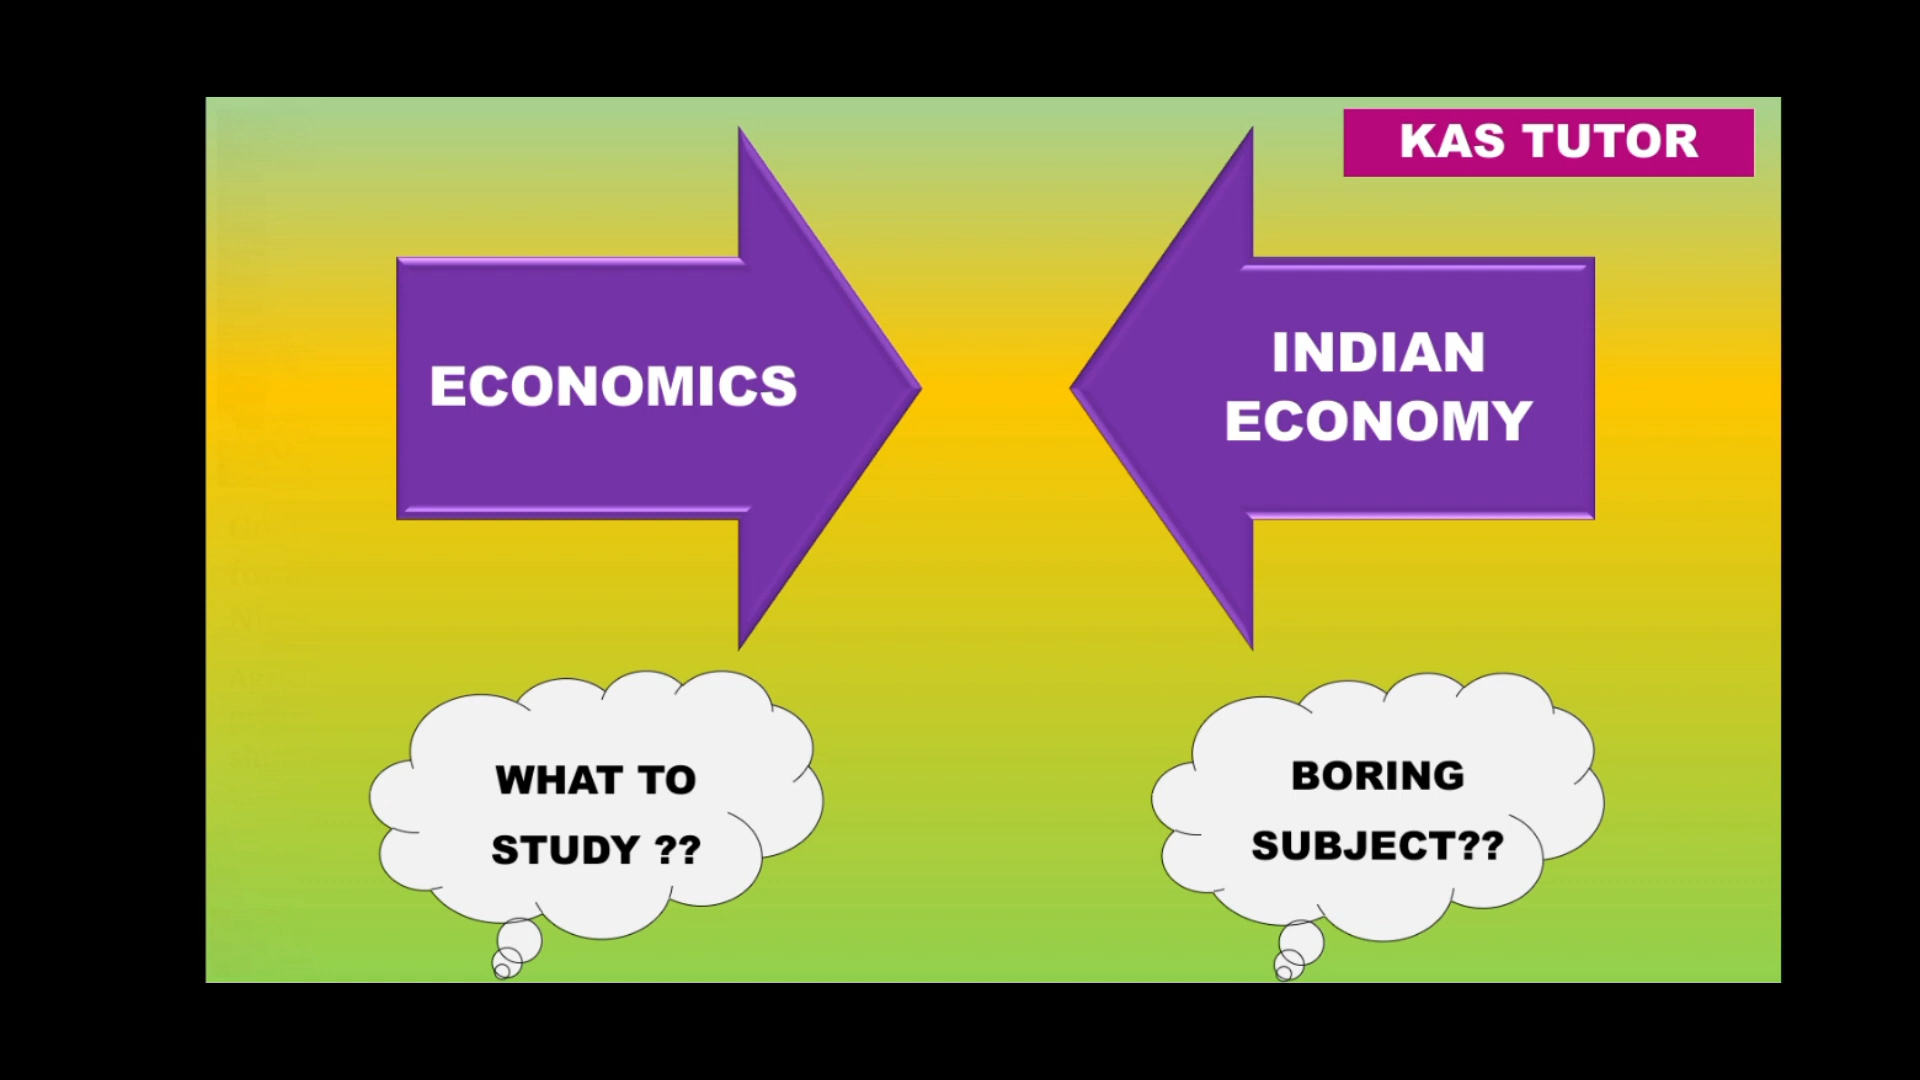 KAS TUTOR
ECONOMICS
INDIAN
ECONOMY
WHAT TO
STUDY ??
BORING
SUBJECT??